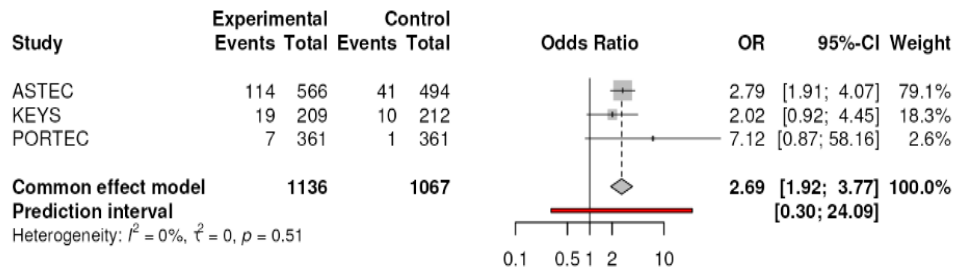 Experimental Control
Study Events Total Events Total Odds Ratio OR 95%-CI Weight
ASTEC 114 566 41 494 2.79 [1.91; 4.07] 79.1%
KEYS 19 209 10 212 2.02 [0.92; 4.45] 18.3%
PORTEC 7 361 1 361 7.12 [0.87; 58.16] 2.6%
Common effect model 1136 1067 2.69 [1.92; 3.77] 100.0%
Prediction interval [0.30; 24.09]
Heterogeneity: I² = 0%, τ² = 0, p = 0.51
0.1 0.5 1 2 10